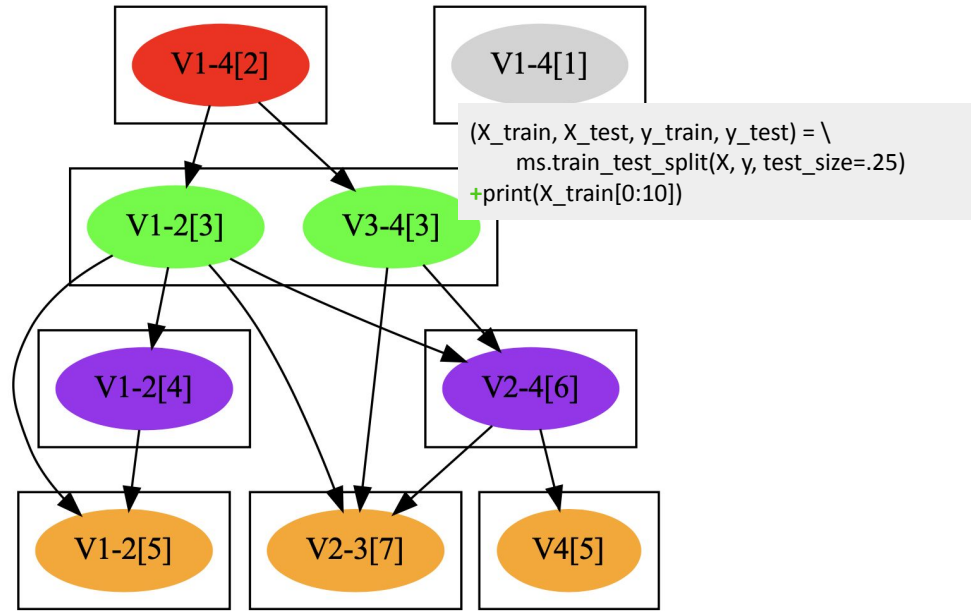 V1-4[2]
V1-4[1]
(X_train, X_test, y_train, y_test) = \
ms.train_test_split(X, y, test_size=.25)
+print(X_train[0:10])
V1-2[3]
V3-4[3]
V1-2[4]
V2-4[6]
V1-2[5]
V2-3[7]
V4[5]